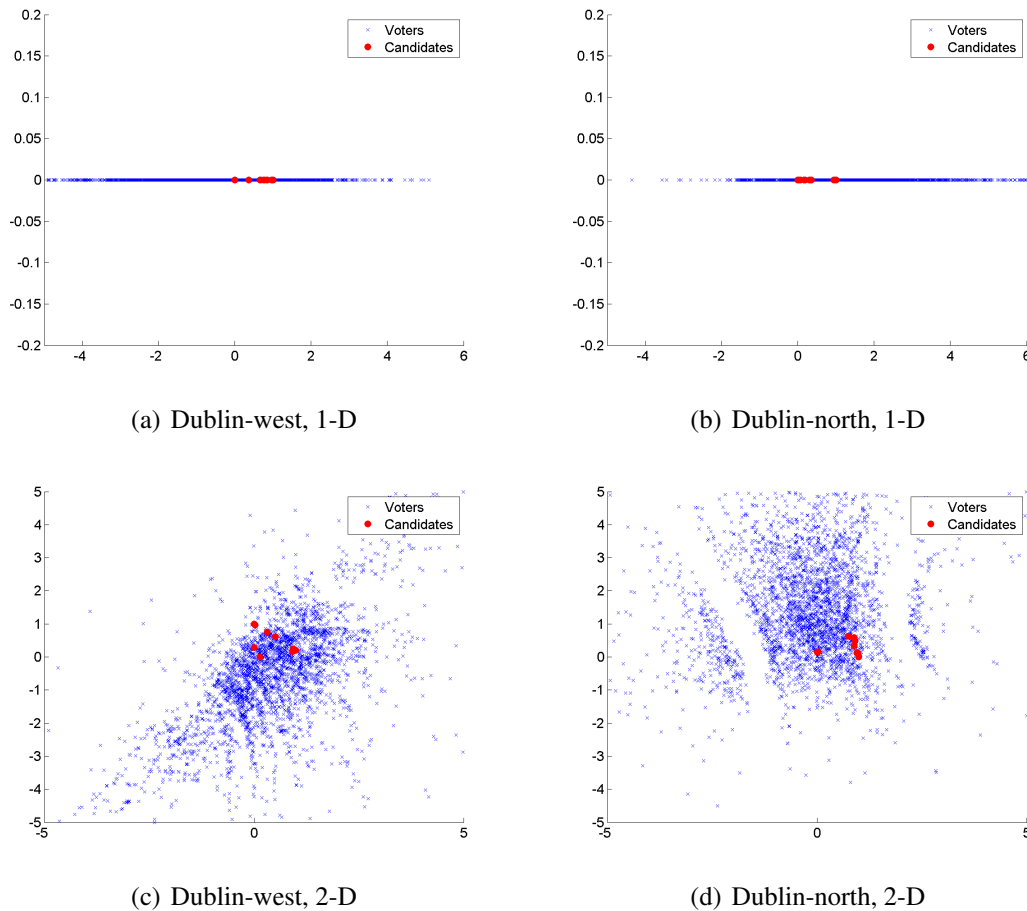 0.2
0.15
0.1
0.05
0
-0.05
-0.1
-0.15
-0.2
-4 -2 0 2 4 6
Voters
Candidates
(a) Dublin-west, 1-D
0.2
0.15
0.1
0.05
0
-0.05
-0.1
-0.15
-0.2
-4 -2 0 2 4 6
Voters
Candidates
(b) Dublin-north, 1-D
5
4
3
2
1
0
-1
-2
-3
-4
-5
-5 0 5
Voters
Candidates
(c) Dublin-west, 2-D
5
4
3
2
1
0
-1
-2
-3
-4
-5
-5 0 5
Voters
Candidates
(d) Dublin-north, 2-D